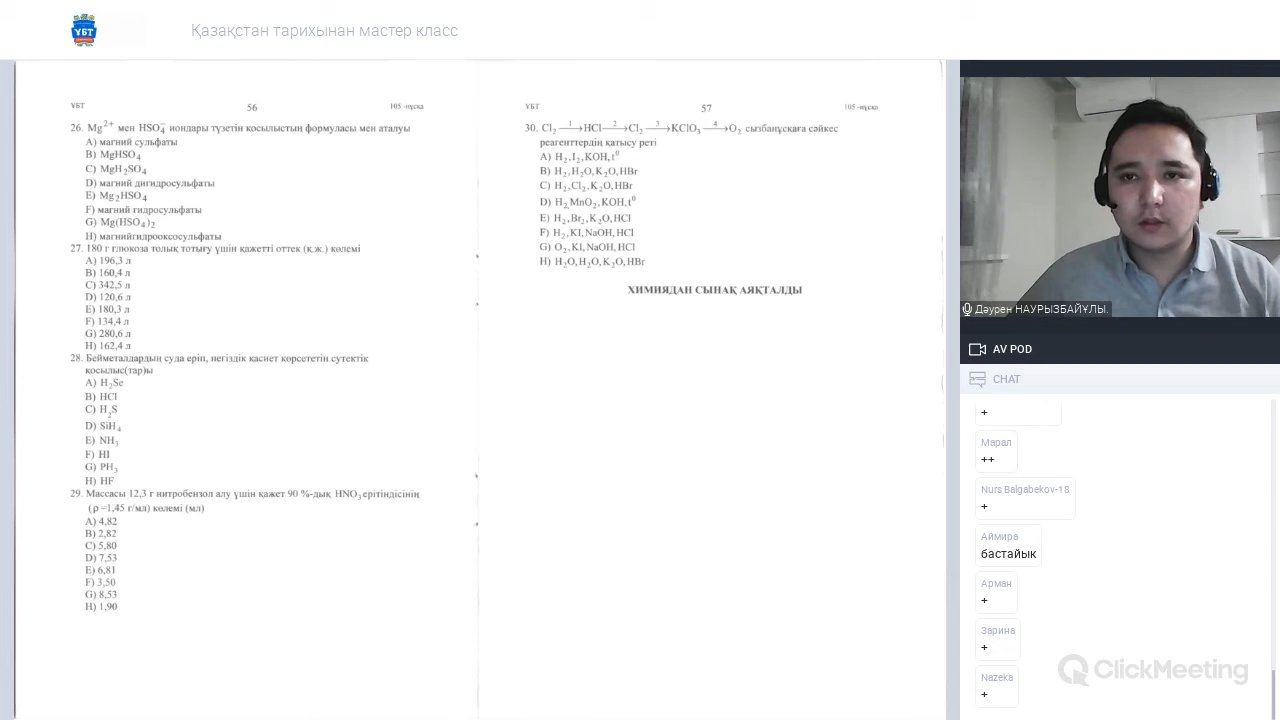 ҰБТ
Қазақстан тарихынан мастер класс
ҰБТ 56 105 -нұсқа
26. Mg²⁺ мен HSO₄⁻ иондары түзетін қосылыстың формуласы мен аталуы
A) магний сульфаты
B) MgHSO₄
C) MgH₂SO₄
D) магний дигидросульфаты
E) Mg₂HSO₄
F) магний гидросульфаты
G) Mg(HSO₄)₂
H) магнийгидрооксосульфаты
27. 180 г глюкоза толық тотығу үшін қажетті оттек (қ.ж.) көлемі
A) 196,3 л
B) 160,4 л
C) 342,5 л
D) 120,6 л
E) 180,3 л
F) 134,4 л
G) 280,6 л
H) 162,4 л
28. Бейметалдардың суда еріп, негіздік қасиет көрсететін сутектік
қосылыс(тар)ы
A) H₂Se
B) HCl
C) H₂S
D) SiH₄
E) NH₃
F) HI
G) PH₃
H) HF
29. Массасы 12,3 г нитробензол алу үшін қажет 90 %-дық HNO₃ ерітіндісінің
(ρ =1,45 г/мл) көлемі (мл)
A) 4,82
B) 2,82
C) 5,80
D) 7,53
E) 6,81
F) 3,50
G) 8,53
H) 1,90
ҰБТ 57 105 -нұсқа
30. Cl₂ —1→ HCl —2→ Cl₂ —3→ KClO₃ —4→ O₂ сызбанұсқаға сәйкес
реагенттердің қатысу реті
A) H₂, I₂, KOH, t⁰
B) H₂, H₂O, K₂O, HBr
C) H₂, Cl₂, K₂O, HBr
D) H₂, MnO₂, KOH, t⁰
E) H₂, Br₂, K₂O, HCl
F) H₂, KI, NaOH, HCl
G) O₂, KI, NaOH, HCl
H) H₂O, H₂O, K₂O, HBr
ХИМИЯДАН СЫНАҚ АЯҚТАЛДЫ
Дәурен НАУРЫЗБАЙҰЛЫ.
AV POD
CHAT
+
Марал
++
Nurs Balgabekov-18
+
Аймира
бастайык
Арман
+
Зарина
+
Nazeka
+
ClickMeeting